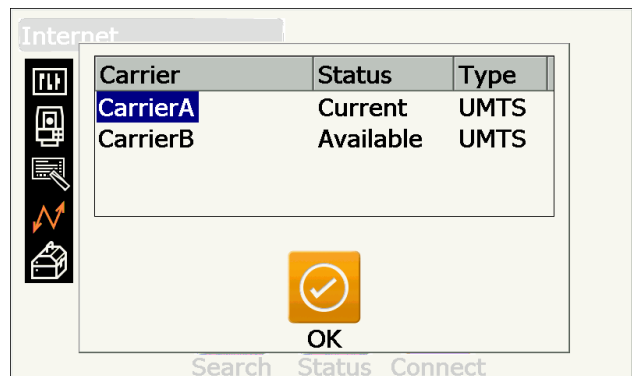 Internet
Carrier Status Type
CarrierA Current UMTS
CarrierB Available UMTS
OK
Search Status Connect